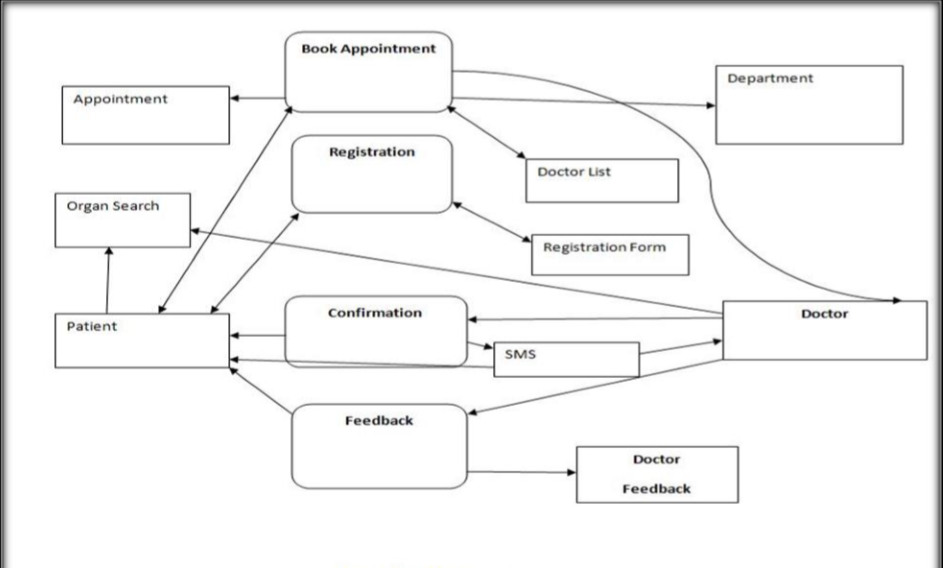 Book Appointment
Department
Appointment
Registration
Doctor List
Organ Search
Registration Form
Confirmation
Doctor
Patient
SMS
Feedback
Doctor
Feedback